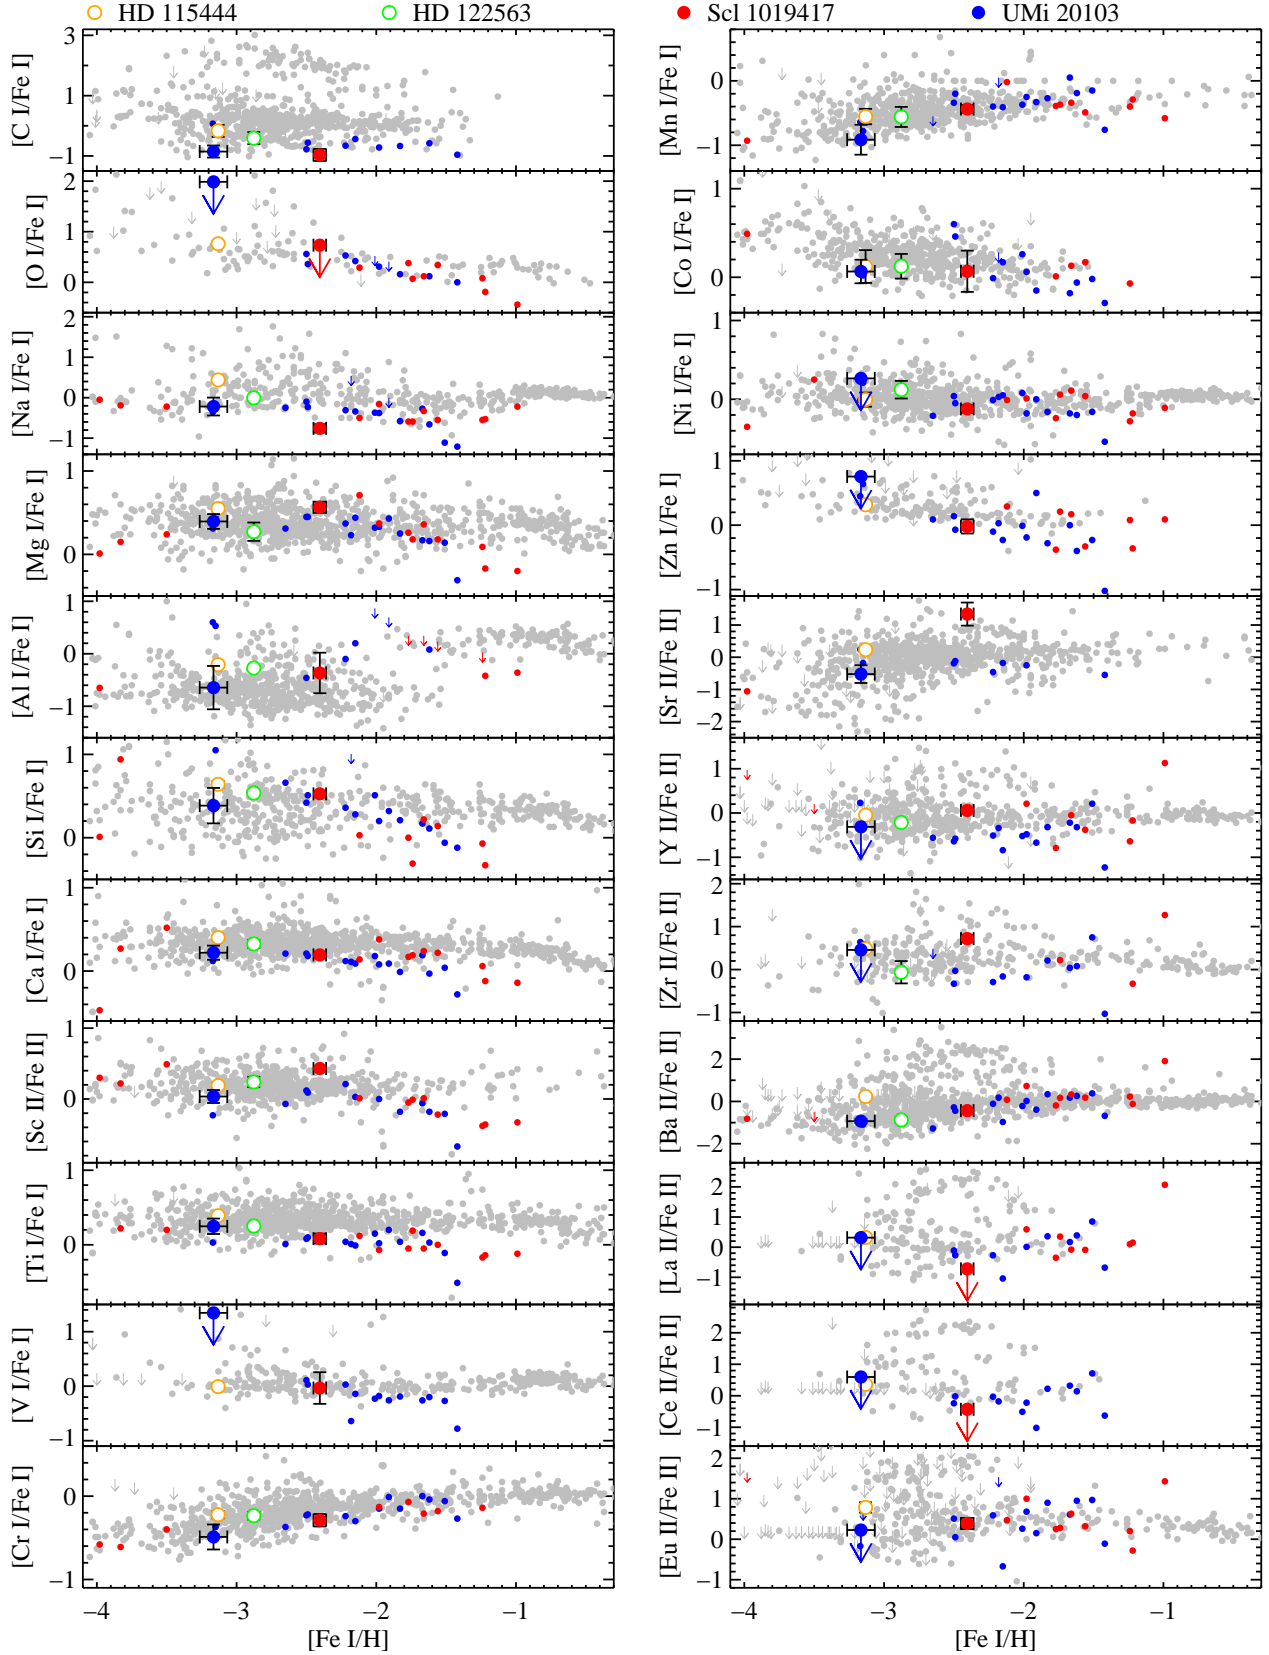 HD 115444 HD 122563 Scl 1019417 UMi 20103
[C I/Fe I]
3
1
−1
[O I/Fe I]
2
1
0
[Na I/Fe I]
2
1
0
−1
[Mg I/Fe I]
1
0
[Al I/Fe I]
1
0
−1
[Si I/Fe I]
1
0
[Ca I/Fe I]
1
0
[Sc II/Fe II]
1
0
[Ti I/Fe I]
1
0
[V I/Fe I]
1
0
−1
[Cr I/Fe I]
0
−1
−4 −3 −2 −1
[Fe I/H]
[Mn I/Fe I]
0
−1
[Co I/Fe I]
1
0
[Ni I/Fe I]
1
0
[Zn I/Fe I]
1
0
−1
[Sr II/Fe II]
1
0
−1
−2
[Y II/Fe II]
1
0
−1
[Zr II/Fe II]
2
1
0
[Ba II/Fe II]
2
0
−2
[La II/Fe II]
2
1
0
−1
[Ce II/Fe II]
2
1
0
−1
[Eu II/Fe II]
2
1
0
−1
−4 −3 −2 −1
[Fe I/H]